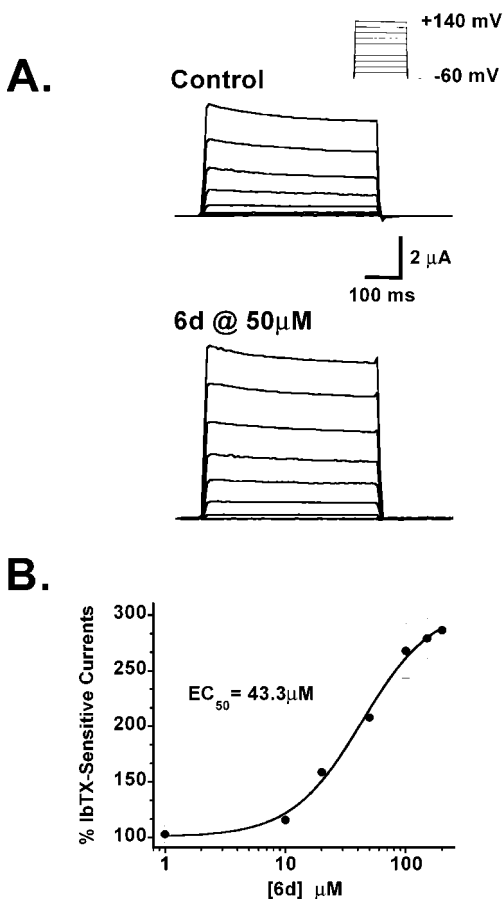 +140 mV
A.
Control
-60 mV
2 µA
100 ms
6d @ 50µM
B.
% IbTX-Sensitive Currents
300
250
200
150
100
EC50 = 43.3µM
1
10
100
[6d] µM